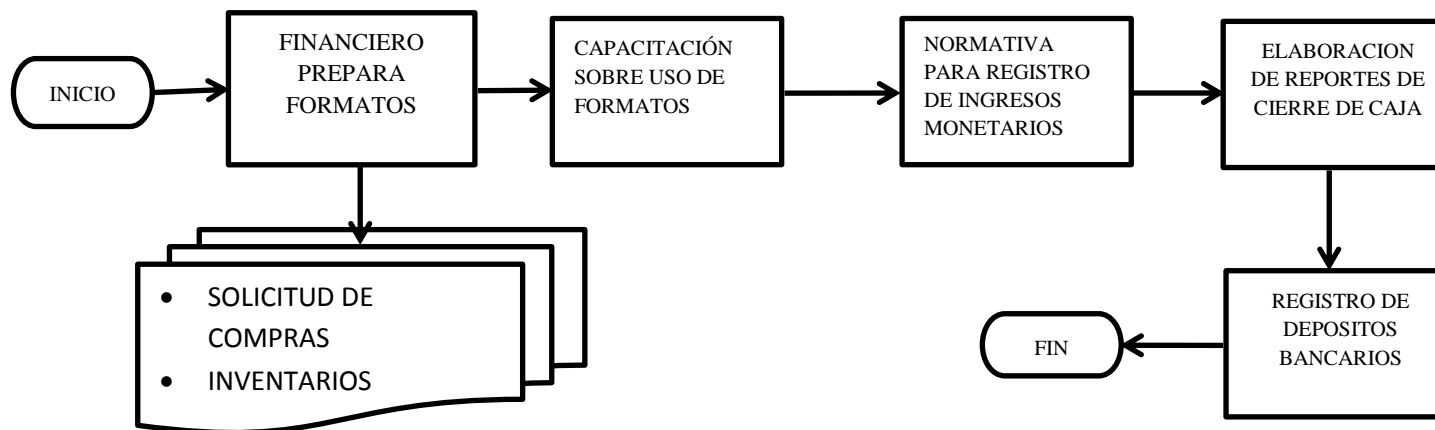 INICIO
FINANCIERO
PREPARA
FORMATOS
CAPACITACIÓN
SOBRE USO DE
FORMATOS
NORMATIVA
PARA REGISTRO
DE INGRESOS
MONETARIOS
ELABORACION
DE REPORTES DE
CIERRE DE CAJA
• SOLICITUD DE
COMPRAS
• INVENTARIOS
REGISTRO DE
DEPOSITOS
BANCARIOS
FIN